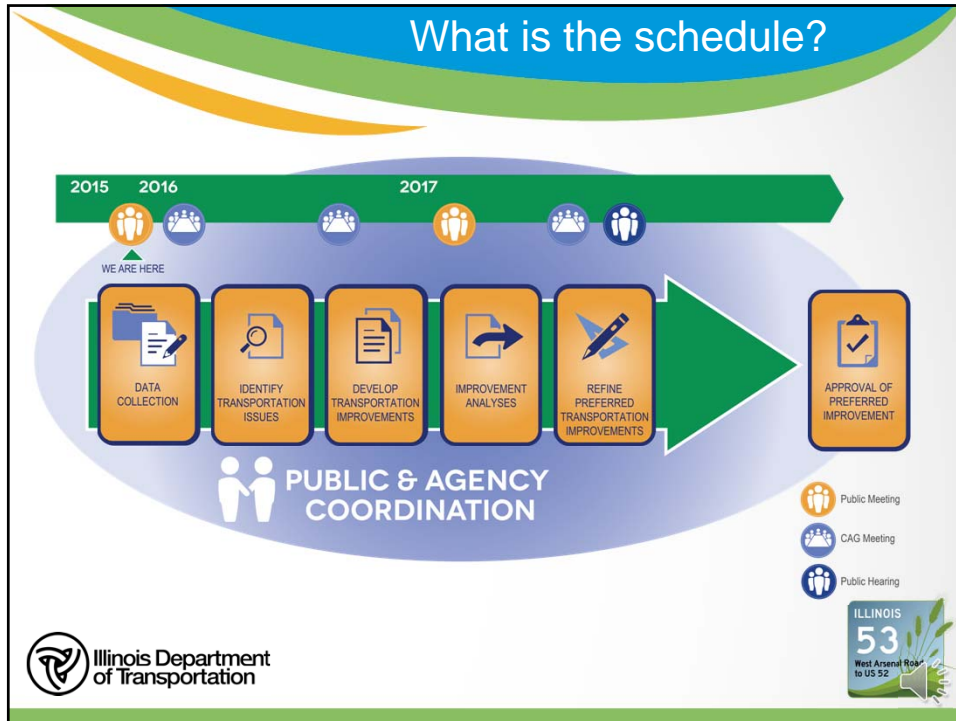 What is the schedule?
2015 2016 2017
WE ARE HERE
DATA
COLLECTION
IDENTIFY
TRANSPORTATION
ISSUES
DEVELOP
TRANSPORTATION
IMPROVEMENTS
IMPROVEMENT
ANALYSES
REFINE
PREFERRED
TRANSPORTATION
IMPROVEMENTS
APPROVAL OF
PREFERRED
IMPROVEMENT
PUBLIC & AGENCY
COORDINATION
Public Meeting
CAG Meeting
Public Hearing
Illinois Department
of Transportation
ILLINOIS
53
West Arsenal Road
to US 52